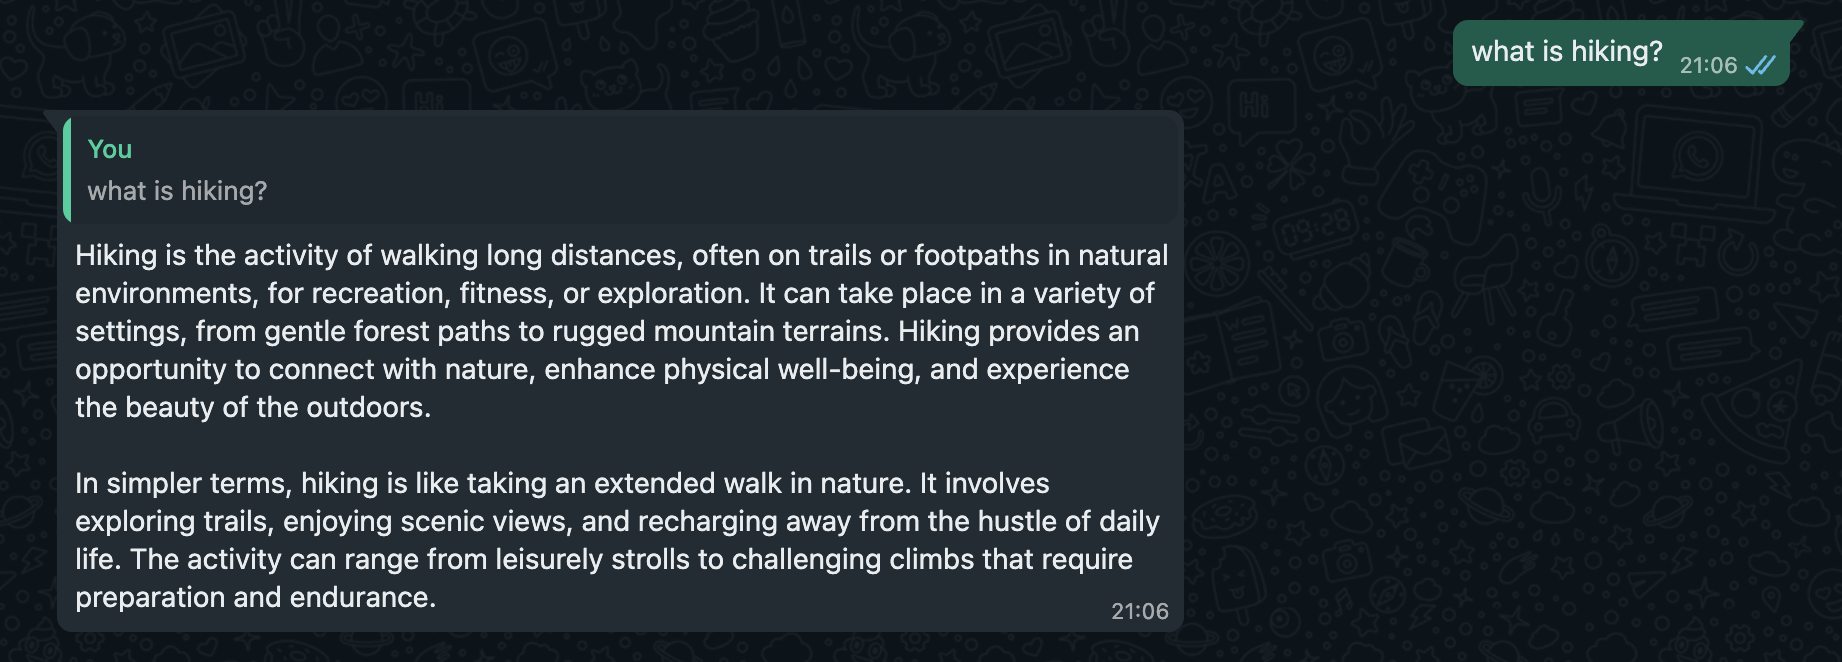 what is hiking?
21:06
You
what is hiking?
Hiking is the activity of walking long distances, often on trails or footpaths in natural
environments, for recreation, fitness, or exploration. It can take place in a variety of
settings, from gentle forest paths to rugged mountain terrains. Hiking provides an
opportunity to connect with nature, enhance physical well-being, and experience
the beauty of the outdoors.
In simpler terms, hiking is like taking an extended walk in nature. It involves
exploring trails, enjoying scenic views, and recharging away from the hustle of daily
life. The activity can range from leisurely strolls to challenging climbs that require
preparation and endurance.
21:06